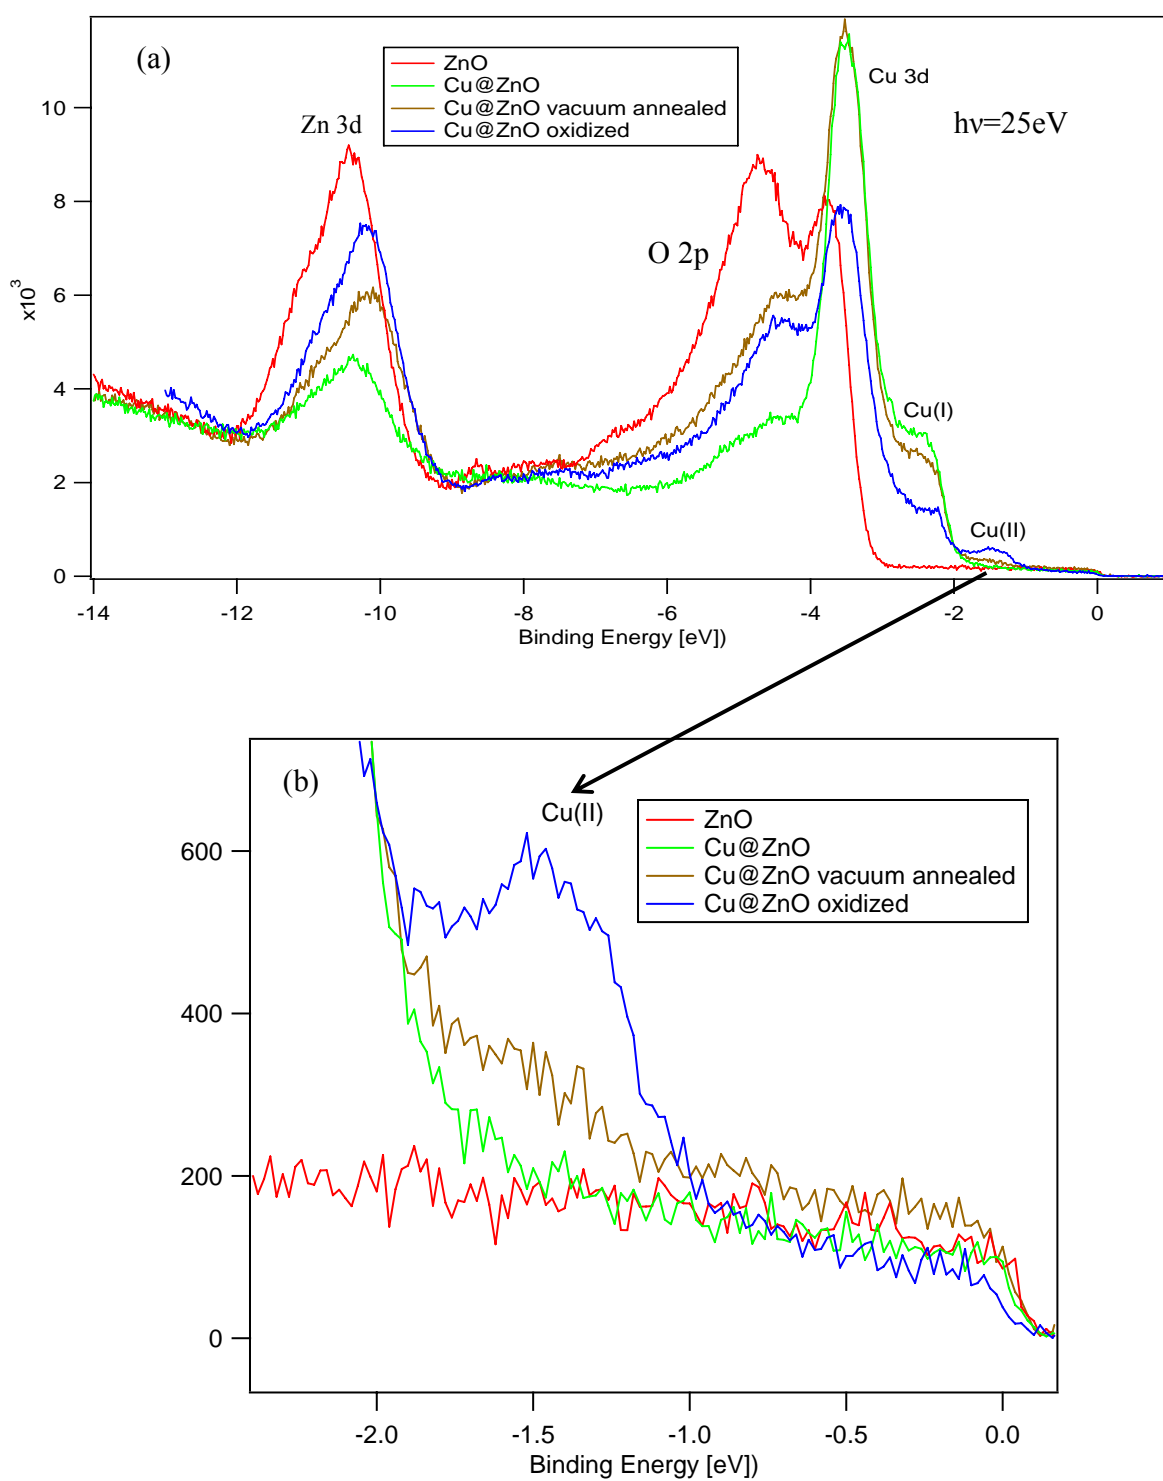 (a)
ZnO
Cu@ZnO
Cu@ZnO vacuum annealed
Cu@ZnO oxidized
Cu 3d
hν=25eV
Zn 3d
O 2p
Cu(I)
Cu(II)
x10³
10
8
6
4
2
0
-14
-12
-10
-8
-6
-4
-2
0
Binding Energy [eV])
(b)
Cu(II)
ZnO
Cu@ZnO
Cu@ZnO vacuum annealed
Cu@ZnO oxidized
600
400
200
0
-2.0
-1.5
-1.0
-0.5
0.0
Binding Energy [eV])